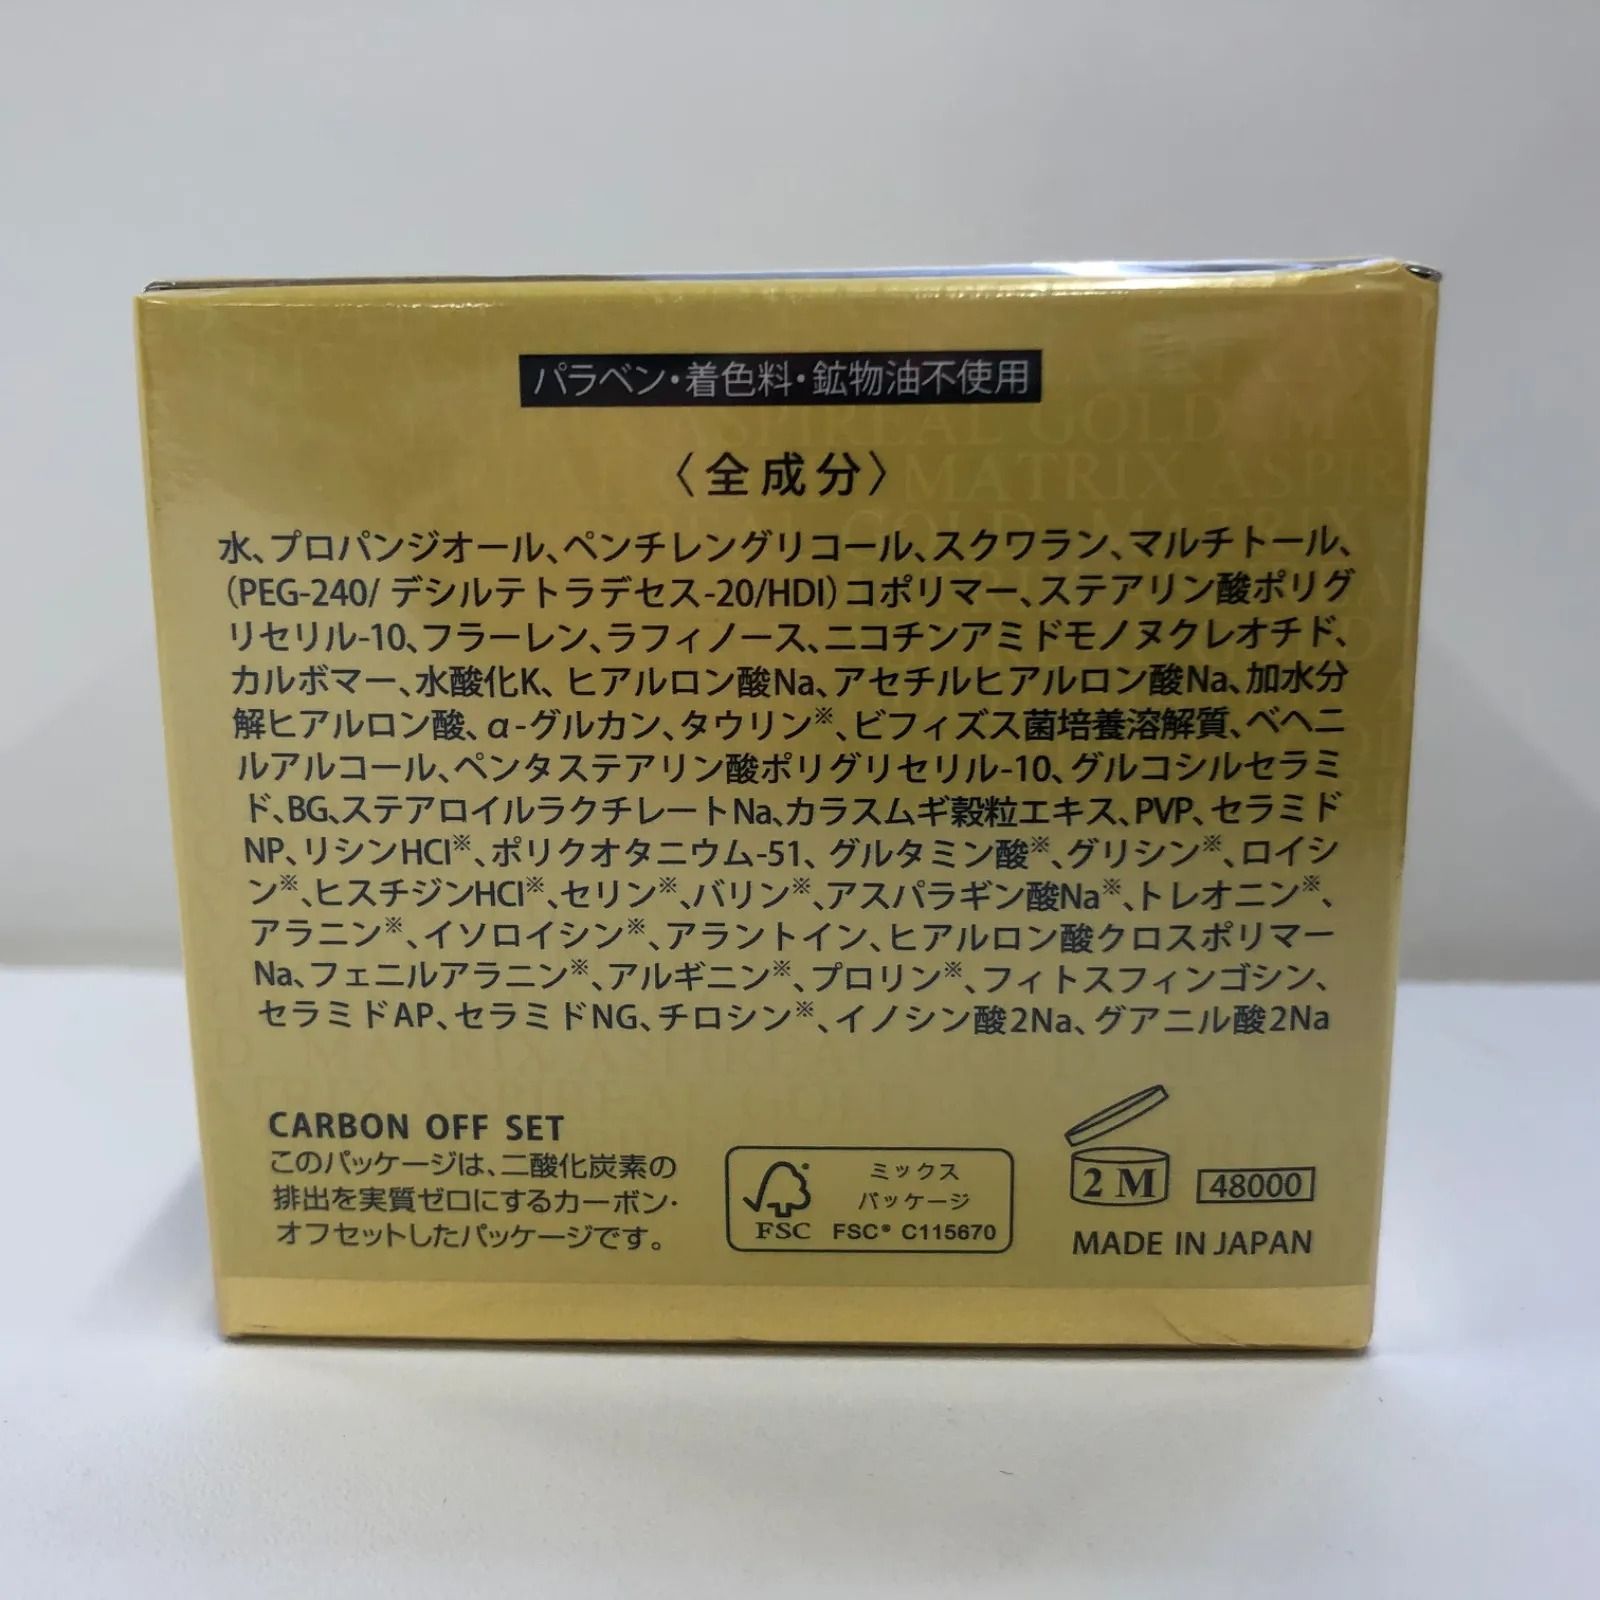 パラベン・着色料・鉱物油不使用
MATRIX ASPIREAL GOLD
MATRIX ASPIRE
〈全成分〉
水、プロパンジオール、ペンチレングリコール、スクワラン、マルチトール、
(PEG-240/ デシルテトラデセス-20/HDI)コポリマー、ステアリン酸ポリグ
リセリル-10、フラーレン、ラフィノース、ニコチンアミドモノヌクレオチド、
カルボマー、水酸化K、ヒアルロン酸Na、アセチルヒアルロン酸Na、加水分
解ヒアルロン酸、α-グルカン、タウリン※、ビフィズス菌培養溶解質、ベヘニ
ルアルコール、ペンタステアリン酸ポリグリセリル-10、グルコシルセラミ
ド、BG、ステアロイルラクチレートNa、カラスムギ穀粒エキス、PVP、セラミド
NP、リシンHCl※、ポリクオタニウム-51、グルタミン酸※、グリシン※、ロイシ
ン※、ヒスチジンHCl※、セリン※、バリン※、アスパラギン酸Na※、トレオニン※、
アラニン※、イソロイシン※、アラントイン、ヒアルロン酸クロスポリマー
Na、フェニルアラニン※、アルギニン※、プロリン※、フィトスフィンゴシン、
セラミドAP、セラミドNG、チロシン※、イノシン酸2Na、グアニル酸2Na
CARBON OFF SET
このパッケージは、二酸化炭素の
排出を実質ゼロにするカーボン・
オフセットしたパッケージです。
FSC
ミックス
パッケージ
FSC® C115670
2 M
48000
MADE IN JAPAN